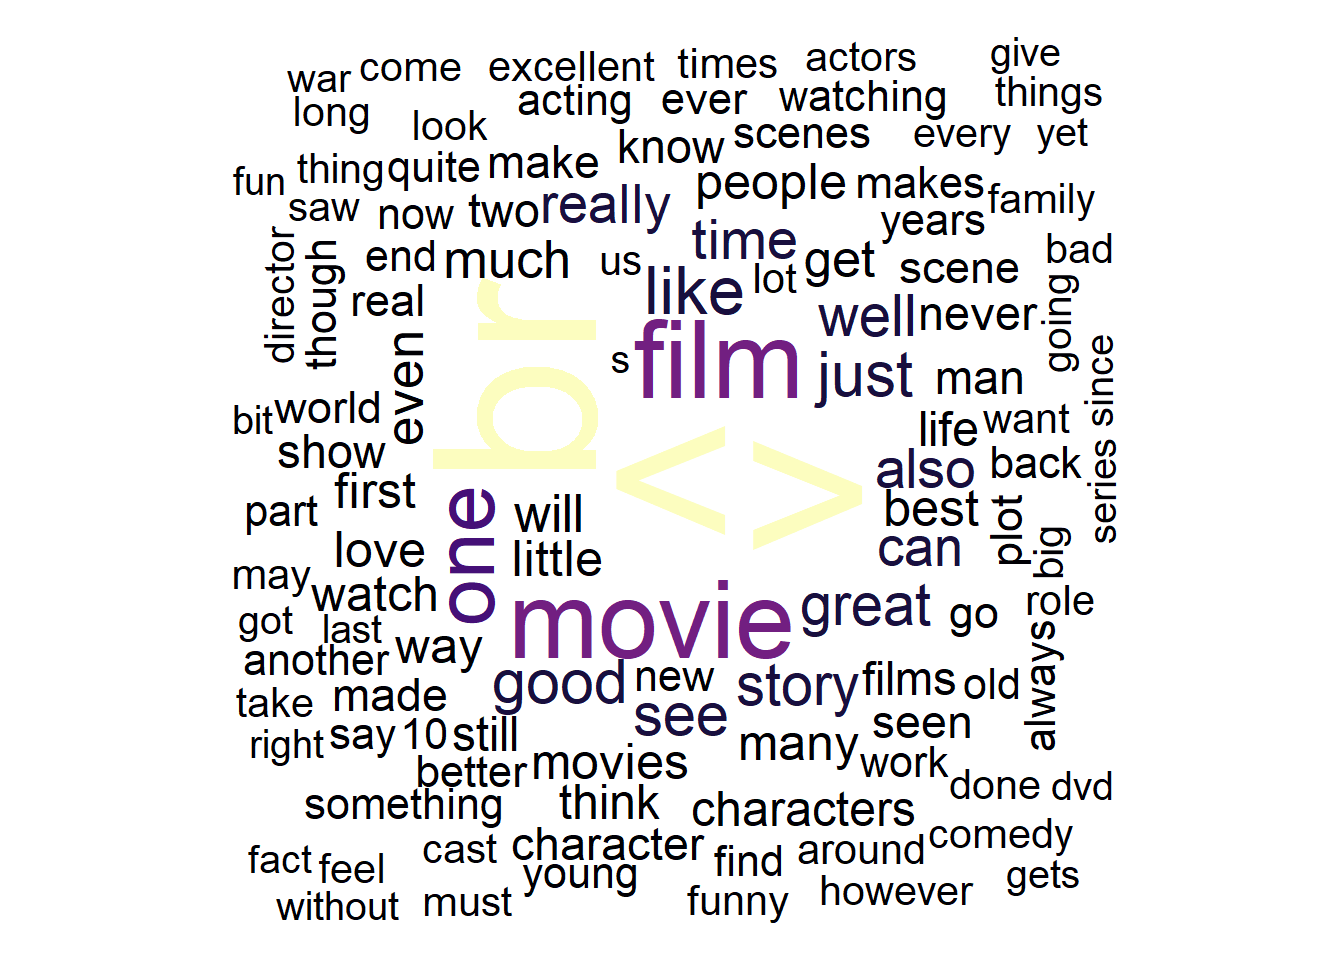 war come excellent times actors give
long look acting ever watching things
fun thing quite make know scenes every yet
saw now two really people makes family
director though end much us time years bad
real like lot get scene going
br s film well never
bit world even just man since
show < > life want
first one will also back series
part love little best plot
may watch can big
got last movie great go role
another way good new story films old always
take made see seen
right say 10 still many work
better movies done dvd
something think characters
fact feel cast character find around comedy
without must young funny however gets